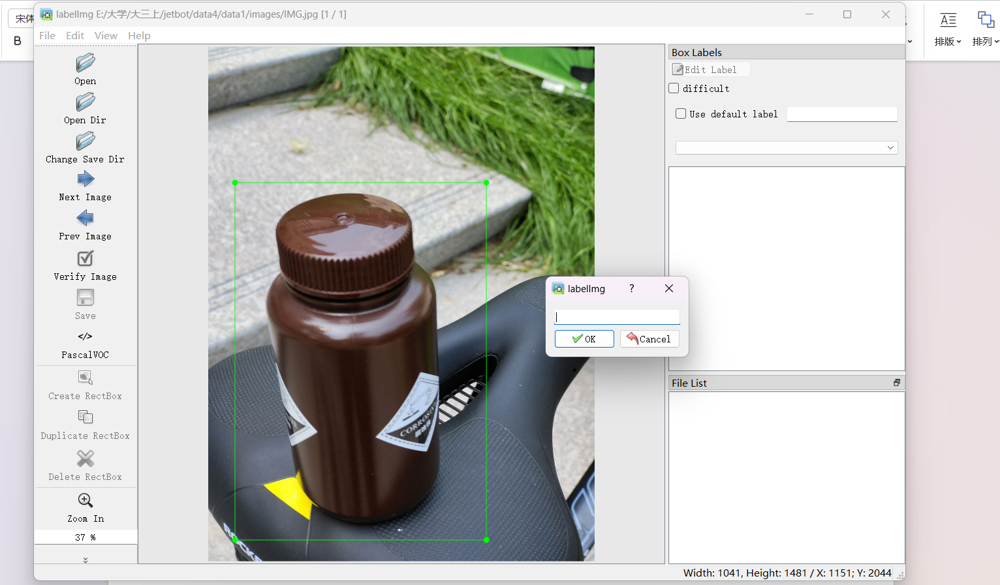 宋体
B
排版
排列
labelImg E:/大学/大三上/jetbot/data4/data1/images/IMG.jpg [1 / 1]
File Edit View Help
Open
Open Dir
Change Save Dir
Next Image
Prev Image
Verify Image
Save
</>
PascalVOC
Create RectBox
Duplicate RectBox
Delete RectBox
Zoom In
37 %
CORROSIVE
labelImg ?
OK Cancel
Box Labels
Edit Label
difficult
Use default label
File List
Width: 1041, Height: 1481 / X: 1151; Y: 2044